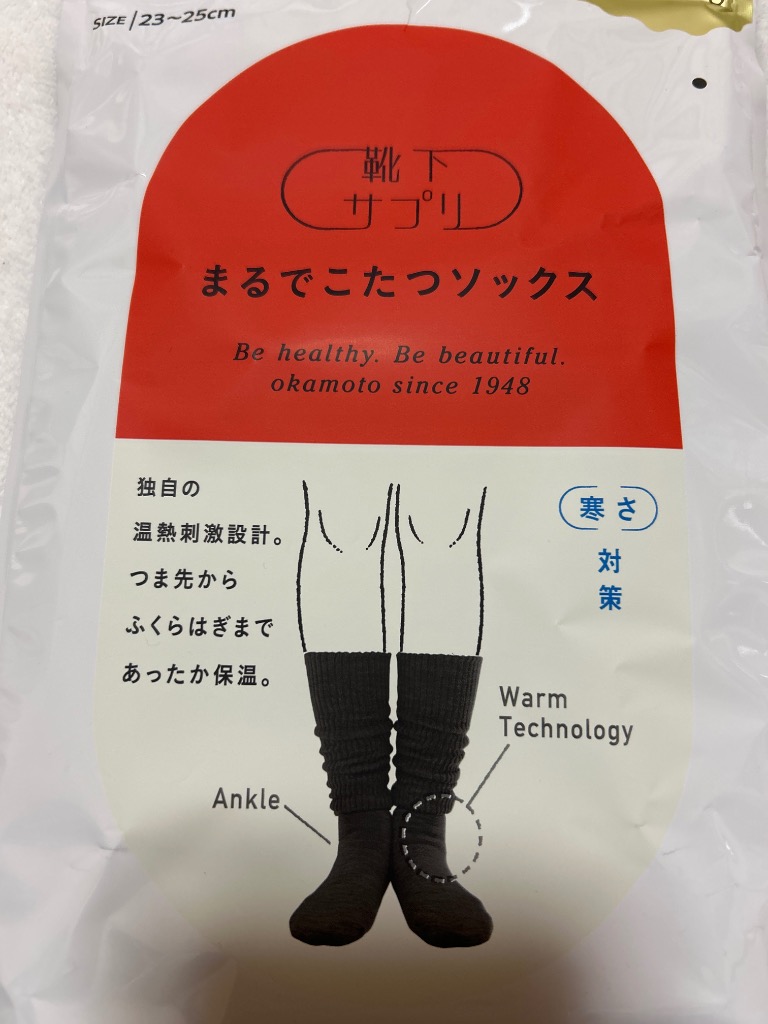 SIZE / 23～25cm
靴下
サプリ
まるでこたつソックス
Be healthy. Be beautiful.
okamoto since 1948
独自の
温熱刺激設計。
つま先から
ふくらはぎまで
あったか保温。
寒さ
対
策
Warm
Technology
Ankle